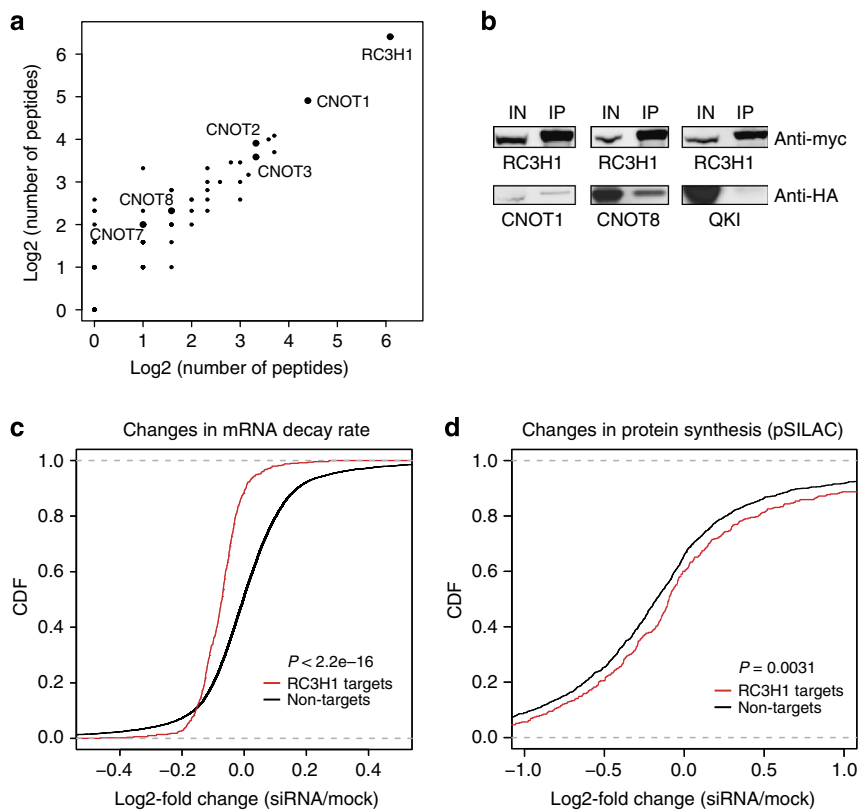 a
Log2 (number of peptides)
6
5
4
3
2
1
0
RC3H1
CNOT1
CNOT2
CNOT3
CNOT8
CNOT7
0 1 2 3 4 5 6
Log2 (number of peptides)
b
IN IP IN IP IN IP
Anti-myc
RC3H1 RC3H1 RC3H1
Anti-HA
CNOT1 CNOT8 QKI
c
Changes in mRNA decay rate
CDF
1.0
0.8
0.6
0.4
0.2
0.0
P < 2.2e–16
RC3H1 targets
Non-targets
−0.4 −0.2 0.0 0.2 0.4
Log2-fold change (siRNA/mock)
d
Changes in protein synthesis (pSILAC)
CDF
1.0
0.8
0.6
0.4
0.2
0.0
P = 0.0031
RC3H1 targets
Non-targets
−1.0 −0.5 0.0 0.5 1.0
Log2-fold change (siRNA/mock)